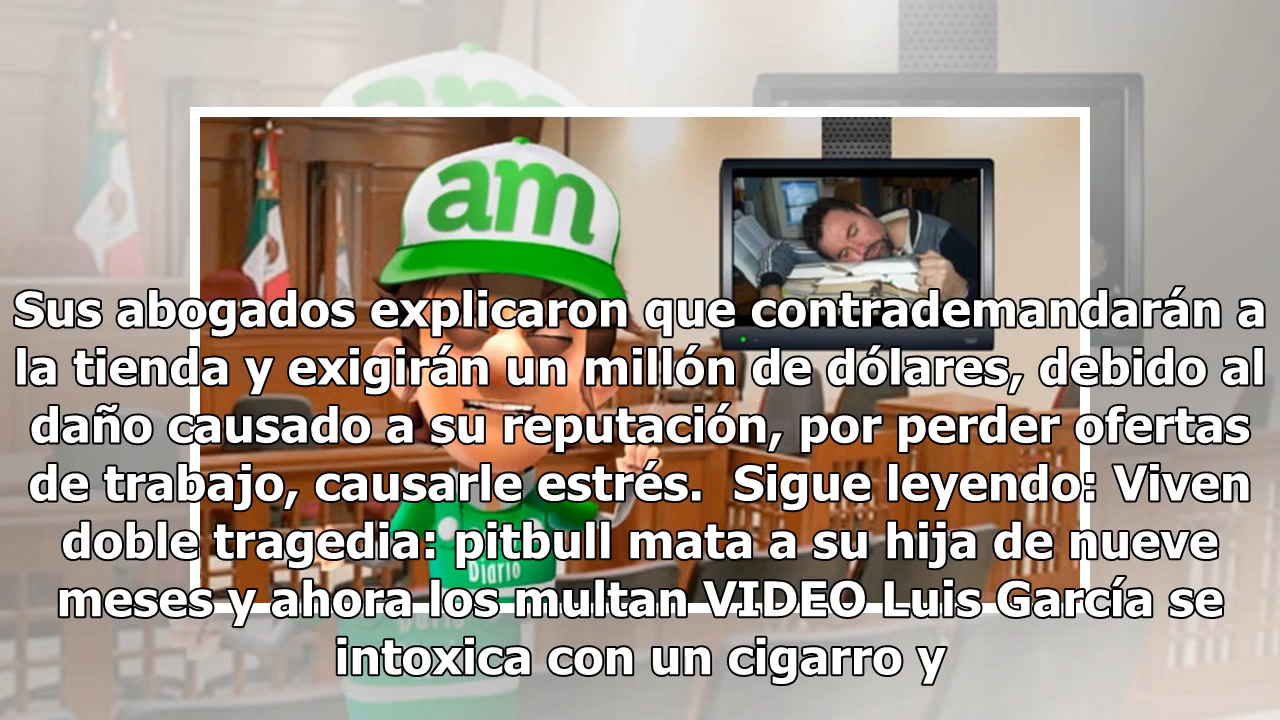 am
Sus abogados explicaron que contrademandarán a
la tienda y exigirán un millón de dólares, debido al
daño causado a su reputación, por perder ofertas
de trabajo, causarle estrés.  Sigue leyendo: Viven
doble tragedia: pitbull mata a su hija de nueve
Diario
meses y ahora los multan VIDEO Luis García se
intoxica con un cigarro y